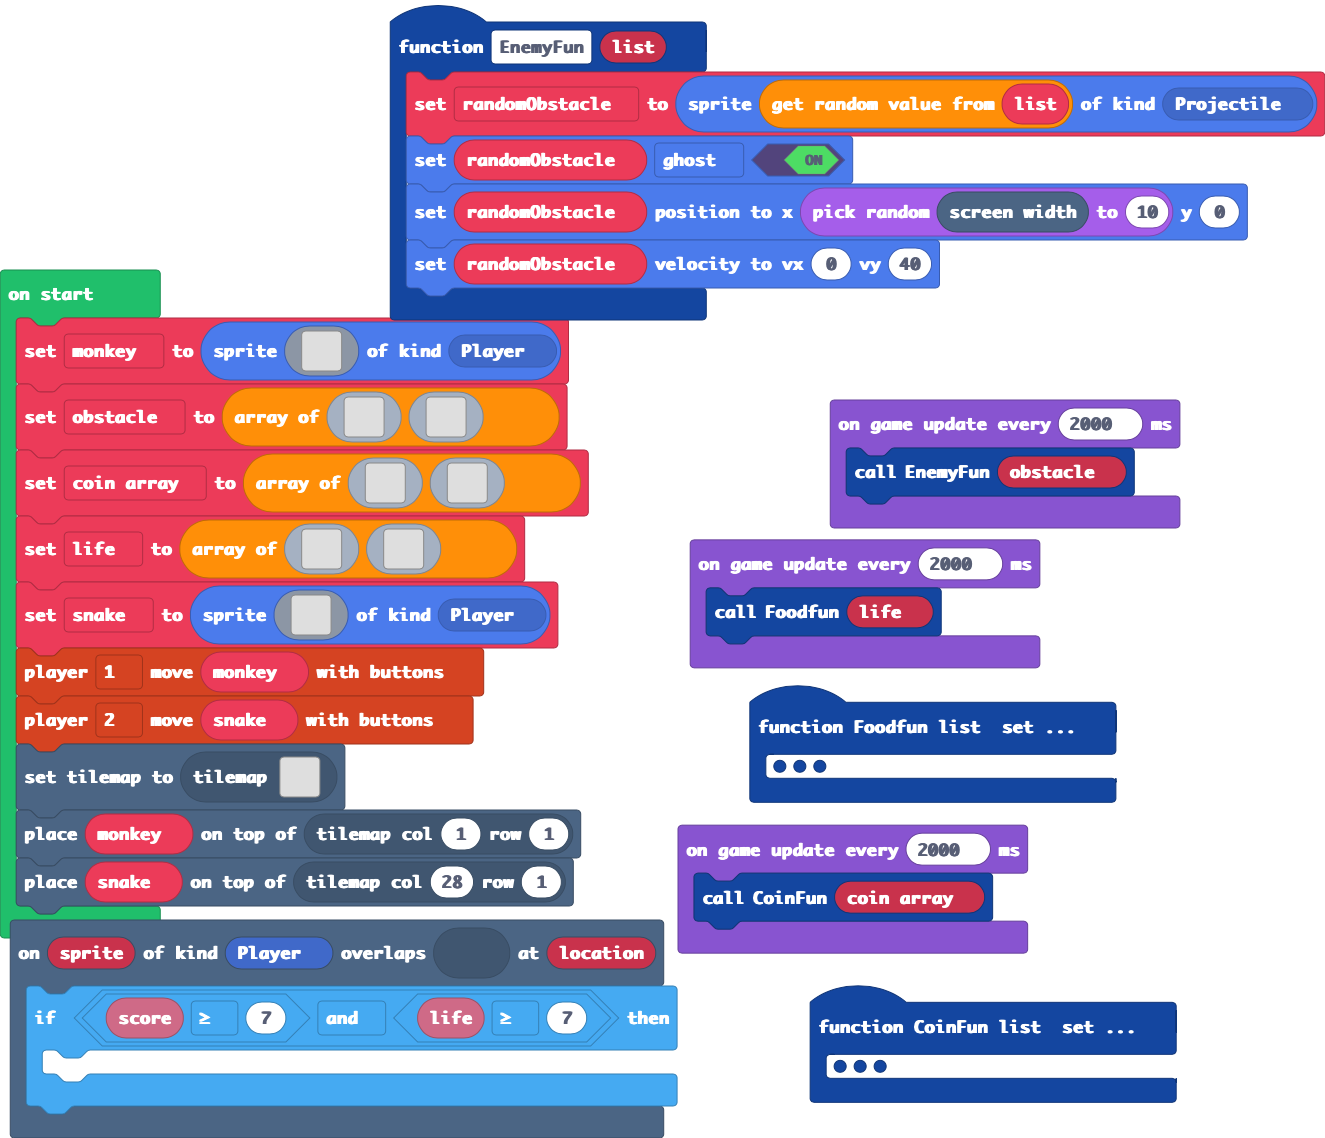 function EnemyFun list
set randomObstacle to sprite get random value from list of kind Projectile
set randomObstacle ghost ON
set randomObstacle position to x pick random screen width to 10 y 0
set randomObstacle velocity to vx 0 vy 40
on start
set monkey to sprite of kind Player
set obstacle to array of
set coin array to array of
set life to array of
set snake to sprite of kind Player
player 1 move monkey with buttons
player 2 move snake with buttons
set tilemap to tilemap
place monkey on top of tilemap col 1 row 1
place snake on top of tilemap col 28 row 1
on sprite of kind Player overlaps at location
if score ≥ 7 and life ≥ 7 then
on game update every 2000 ms
call EnemyFun obstacle
on game update every 2000 ms
call Foodfun life
function Foodfun list set ...
on game update every 2000 ms
call CoinFun coin array
function CoinFun list set ...